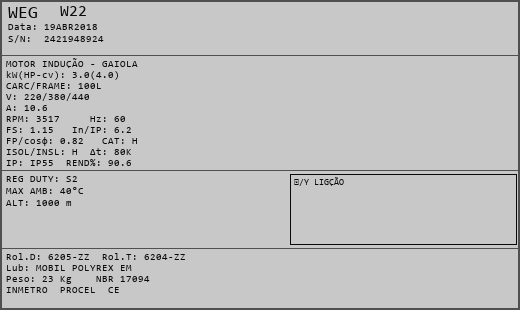 WEG W22
Data: 19ABR2018
S/N: 2421948924
MOTOR INDUÇÃO - GAIOLA
kW(HP-cv): 3.0(4.0)
CARC/FRAME: 100L
V: 220/380/440
A: 10.6
RPM: 3517 Hz: 60
FS: 1.15 In/IP: 6.2
FP/cosϕ: 0.82 CAT: H
ISOL/INSL: H Δt: 80K
IP: IP55 REND%: 90.6
REG DUTY: S2
MAX AMB: 40°C
ALT: 1000 m
/Y LIGÇÃO
Rol.D: 6205-ZZ Rol.T: 6204-ZZ
Lub: MOBIL POLYREX EM
Peso: 23 Kg NBR 17094
INMETRO PROCEL CE